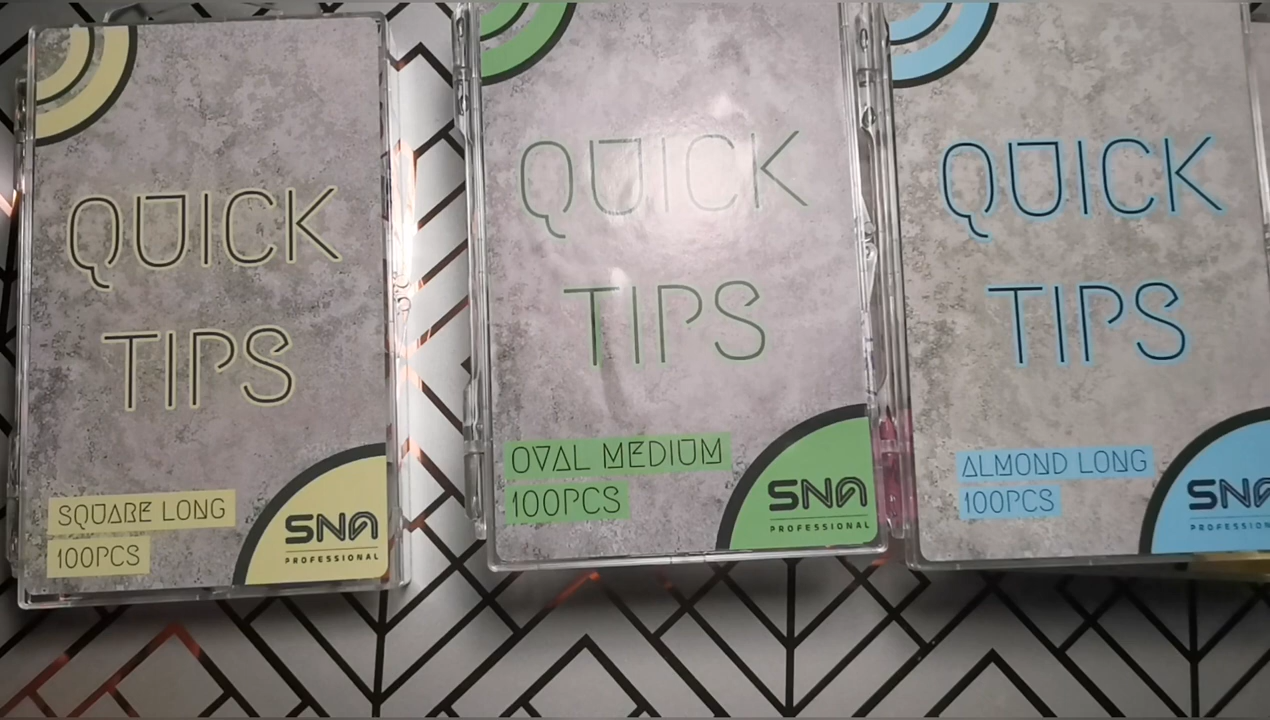 QUICK
TIPS
SQUARE LONG
100PCS
SNA
PROFESSIONAL
QUICK
TIPS
OVAL MEDIUM
100PCS
SNA
PROFESSIONAL
QUICK
TIPS
ALMOND LONG
100PCS
SNA
PROFESSIONAL